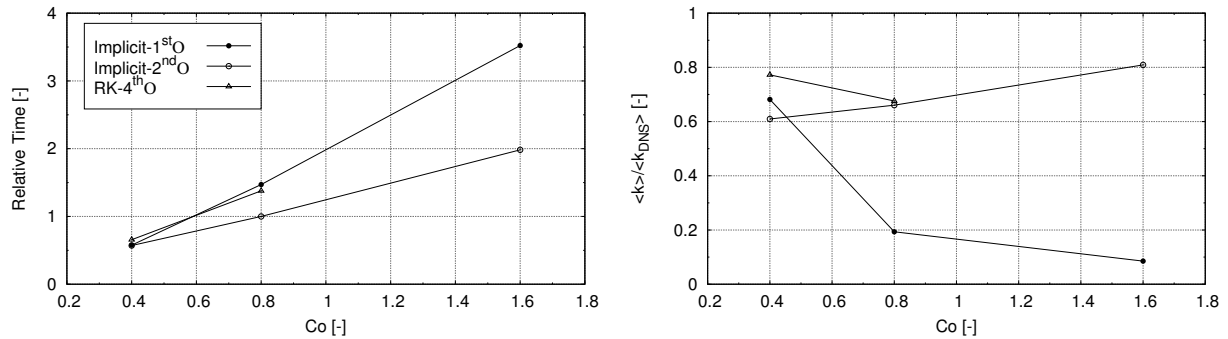 Relative Time [-]
4
3
2
1
0
Implicit-1stO
Implicit-2ndO
RK-4thO
0.2 0.4 0.6 0.8 1 1.2 1.4 1.6 1.8
Co [-]
<k>/<kDNS> [-]
1
0.8
0.6
0.4
0.2
0
0.2 0.4 0.6 0.8 1 1.2 1.4 1.6 1.8
Co [-]